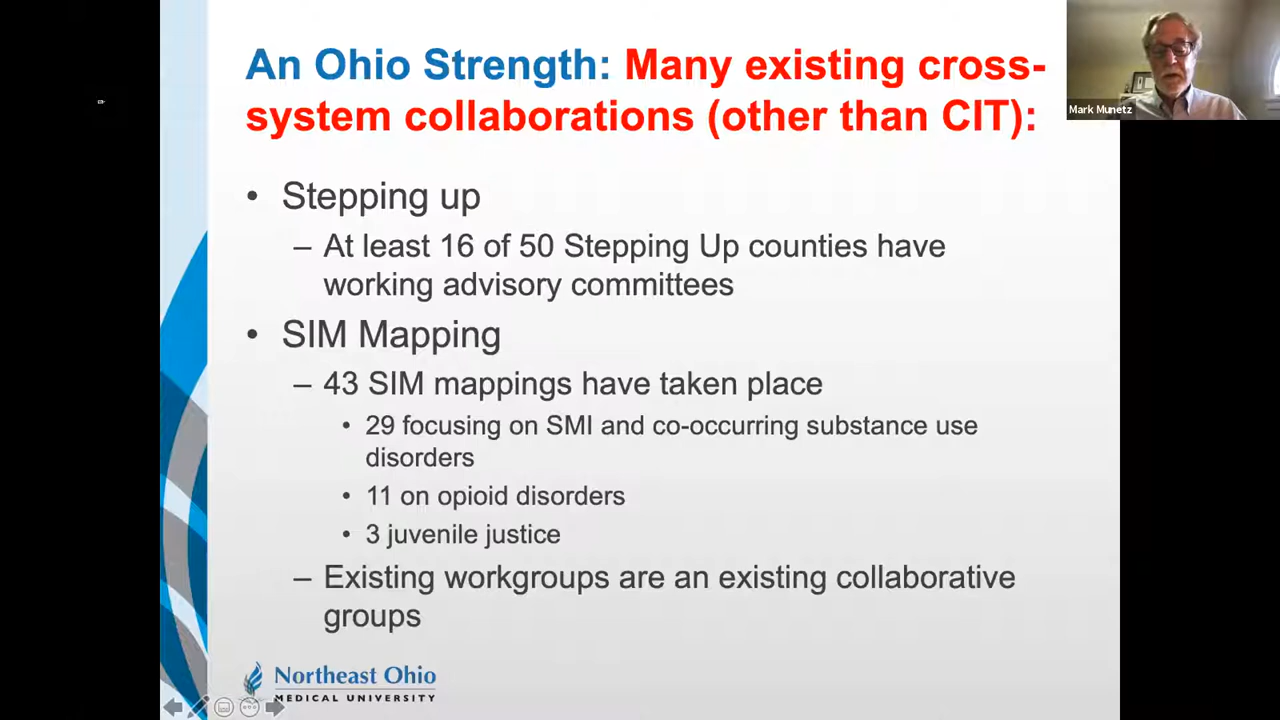 An Ohio Strength: Many existing cross-
system collaborations (other than CIT):
Mark Munetz
• Stepping up
– At least 16 of 50 Stepping Up counties have
working advisory committees
• SIM Mapping
– 43 SIM mappings have taken place
• 29 focusing on SMI and co-occurring substance use
disorders
• 11 on opioid disorders
• 3 juvenile justice
– Existing workgroups are an existing collaborative
groups
Northeast Ohio
MEDICAL UNIVERSITY